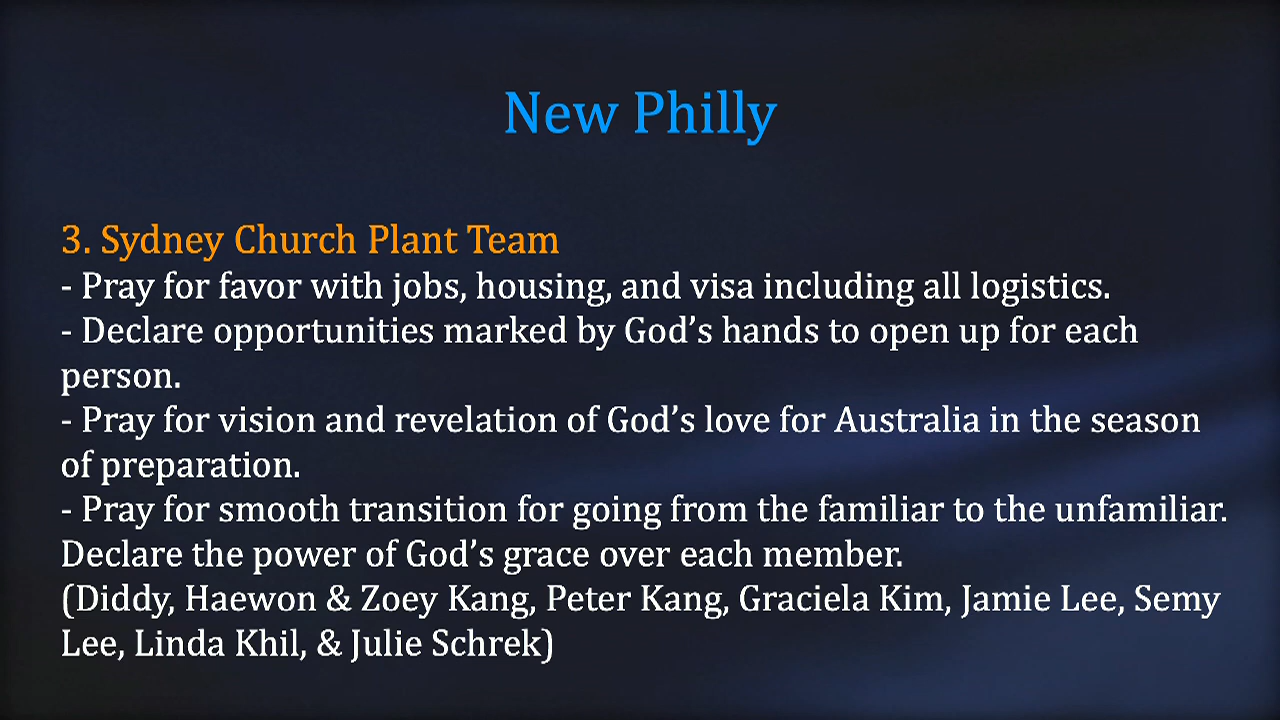 New Philly
3. Sydney Church Plant Team
- Pray for favor with jobs, housing, and visa including all logistics.
- Declare opportunities marked by God’s hands to open up for each
person.
- Pray for vision and revelation of God’s love for Australia in the season
of preparation.
- Pray for smooth transition for going from the familiar to the unfamiliar.
Declare the power of God’s grace over each member.
(Diddy, Haewon & Zoey Kang, Peter Kang, Graciela Kim, Jamie Lee, Semy
Lee, Linda Khil, & Julie Schrek)